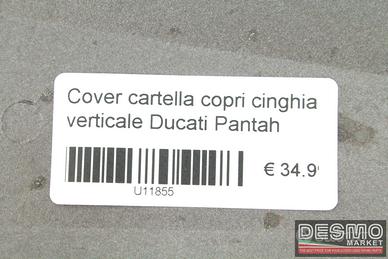 Cover cartella copri cinghia
verticale Ducati Pantah
€ 34.9
U11855
DESMO
MARKET